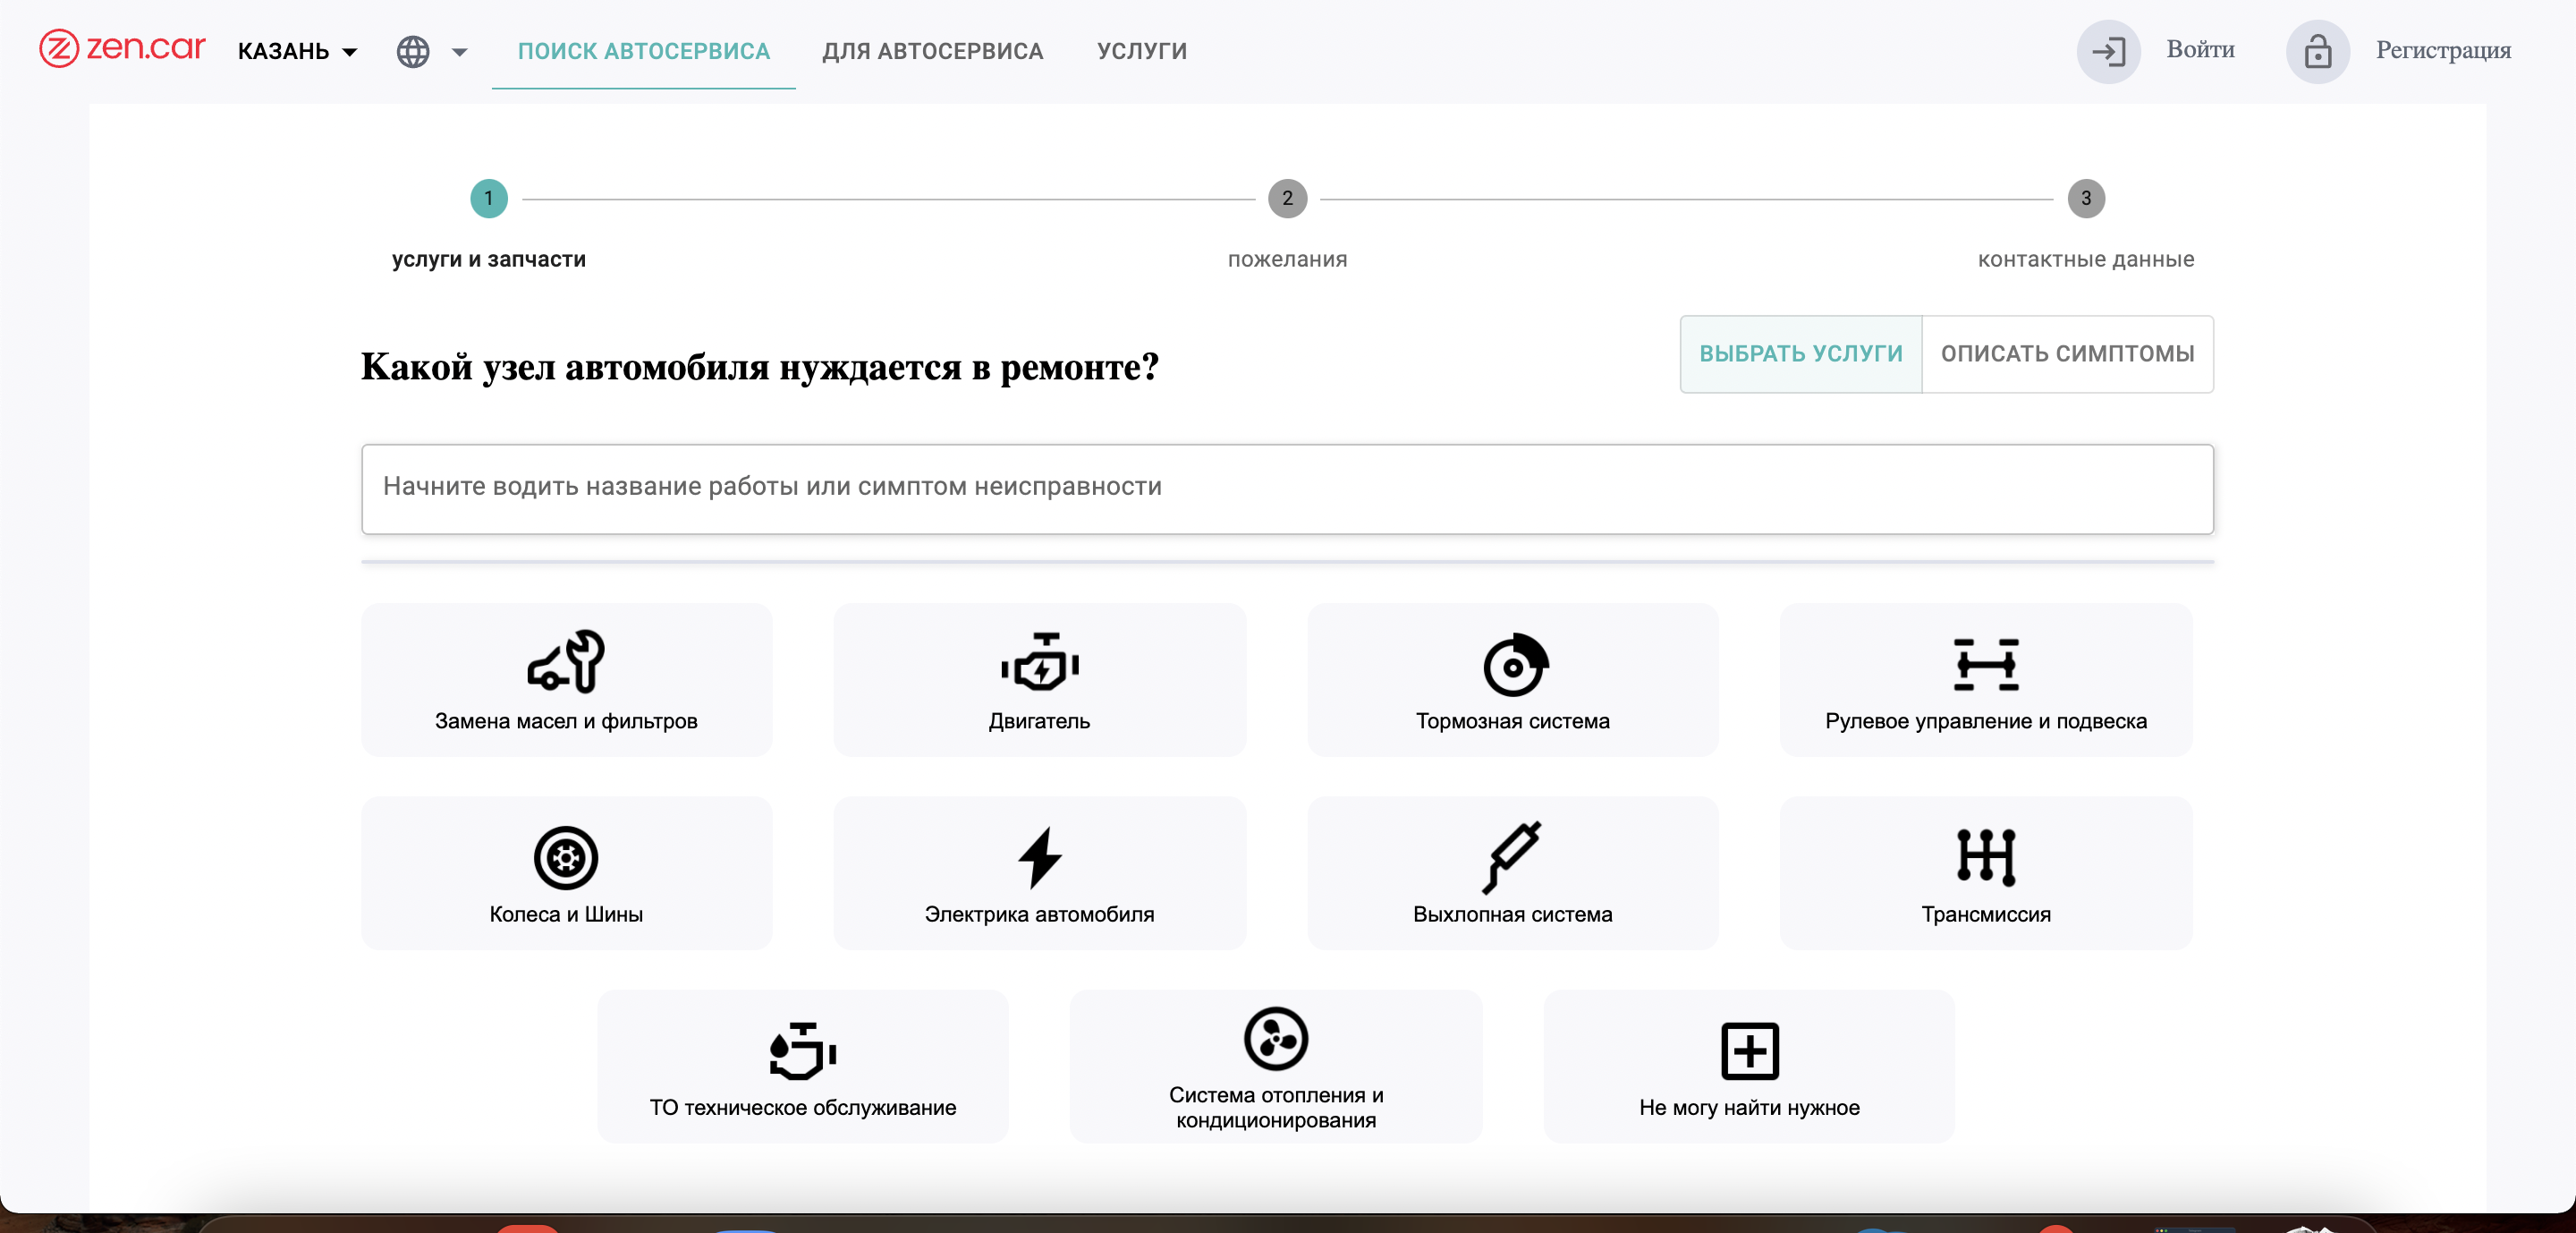 zen.car
КАЗАНЬ
ПОИСК АВТОСЕРВИСА
ДЛЯ АВТОСЕРВИСА
УСЛУГИ
Войти
Регистрация
1
2
3
услуги и запчасти
пожелания
контактные данные
Какой узел автомобиля нуждается в ремонте?
ВЫБРАТЬ УСЛУГИ
ОПИСАТЬ СИМПТОМЫ
Начните водить название работы или симптом неисправности
Замена масел и фильтров
Двигатель
Тормозная система
Рулевое управление и подвеска
Колеса и Шины
Электрика автомобиля
Выхлопная система
Трансмиссия
ТО техническое обслуживание
Система отопления и
кондиционирования
Не могу найти нужное